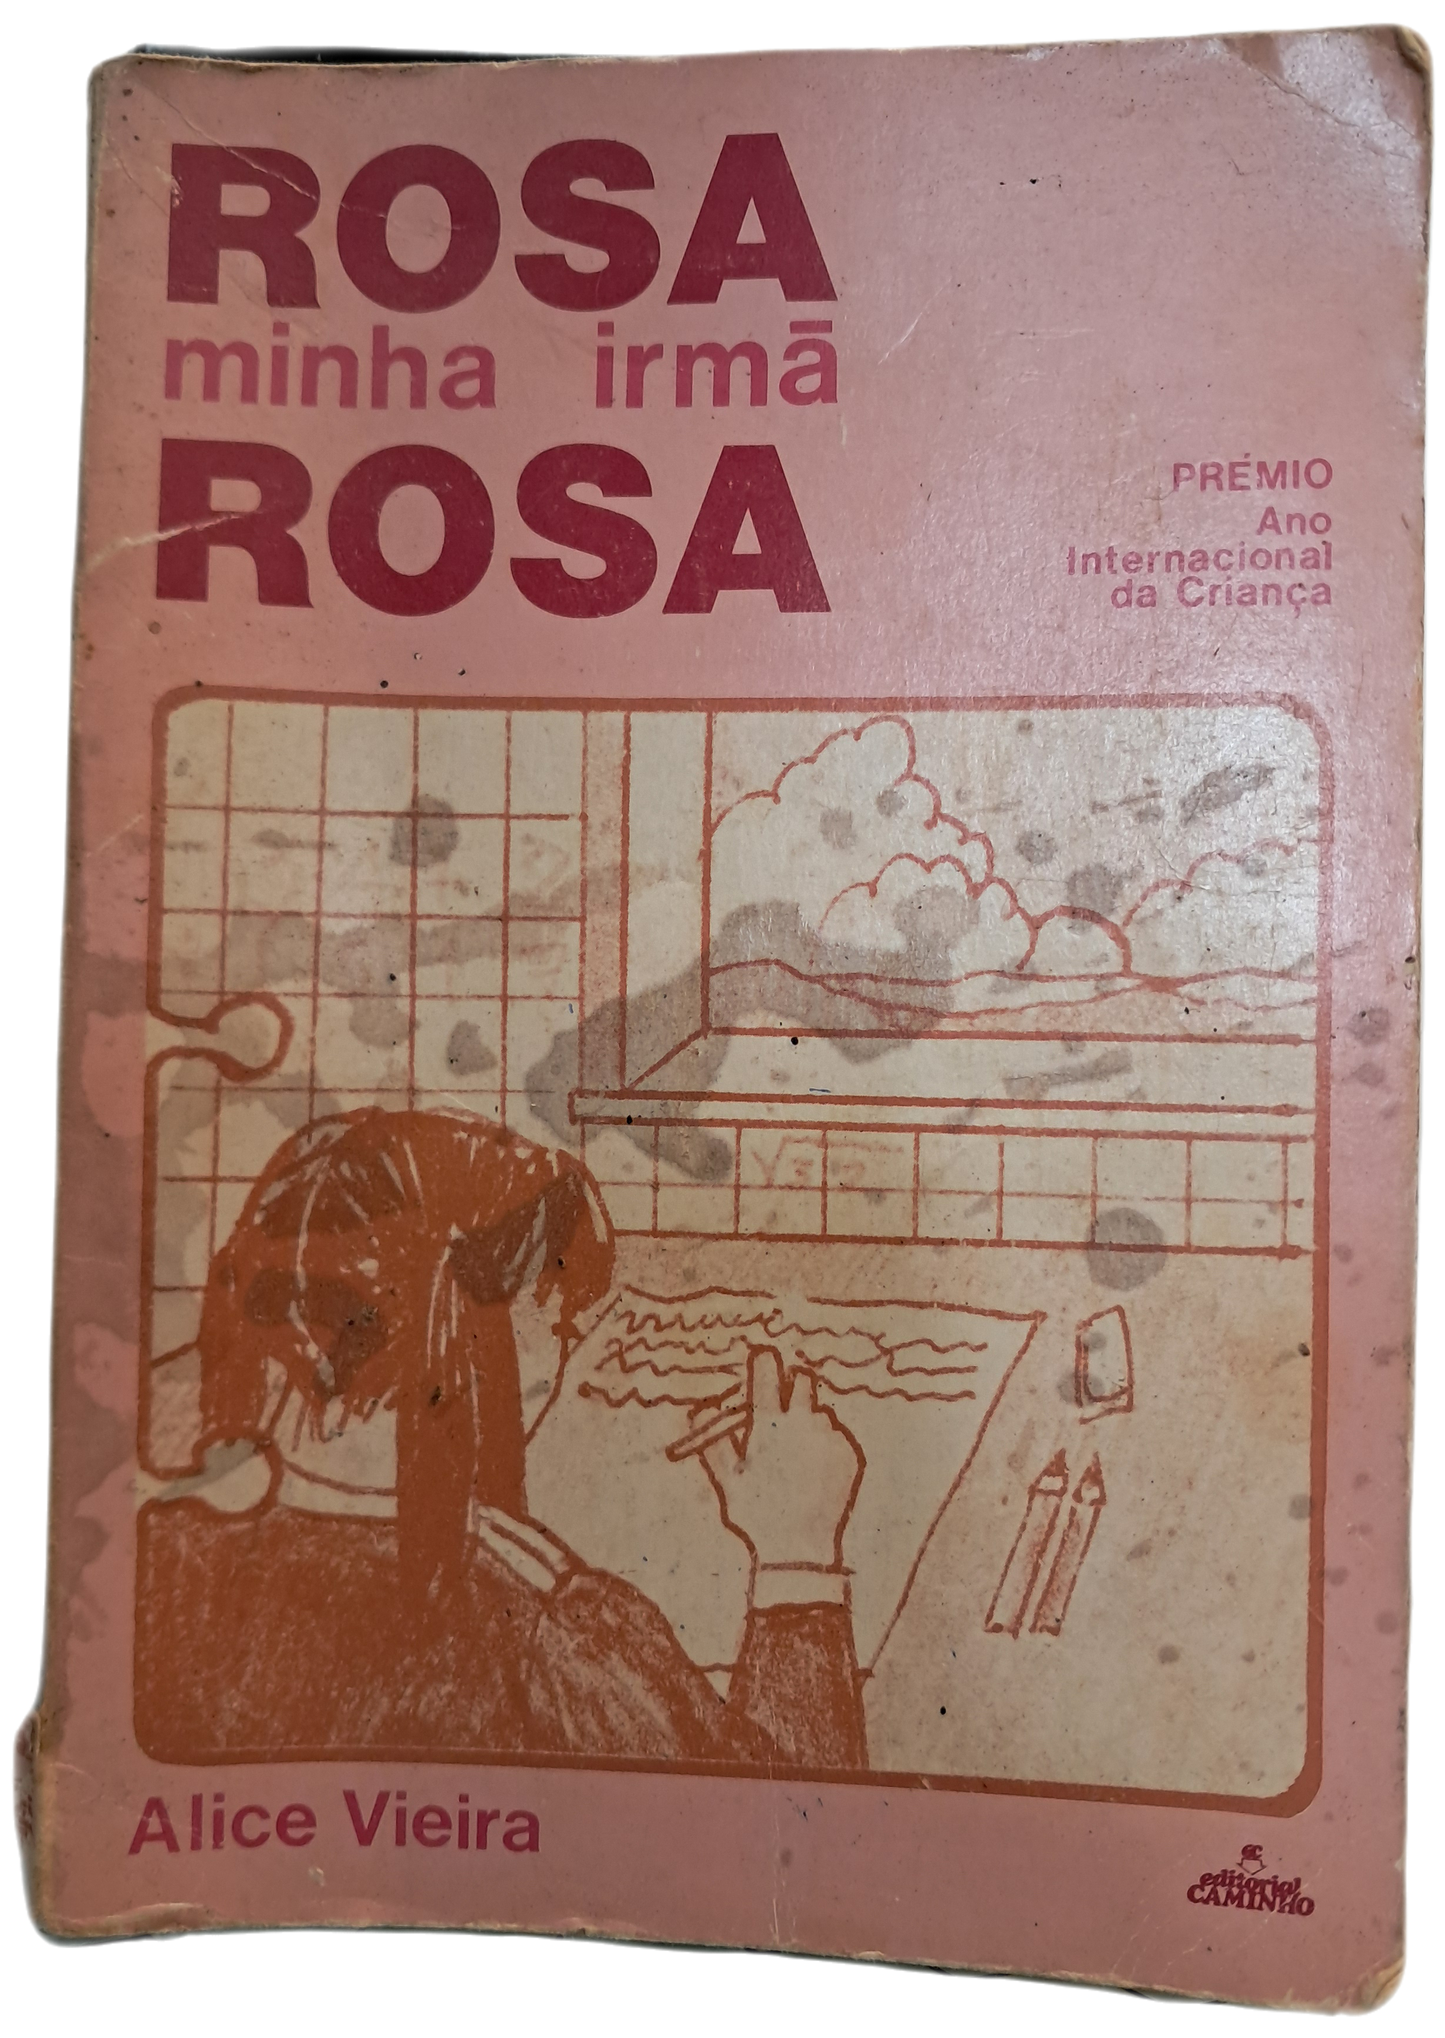 ROSA
minha irmã
ROSA
PRÉMIO
Ano
Internacional
da Criança
Alice Vieira
editorial
CAMINHO